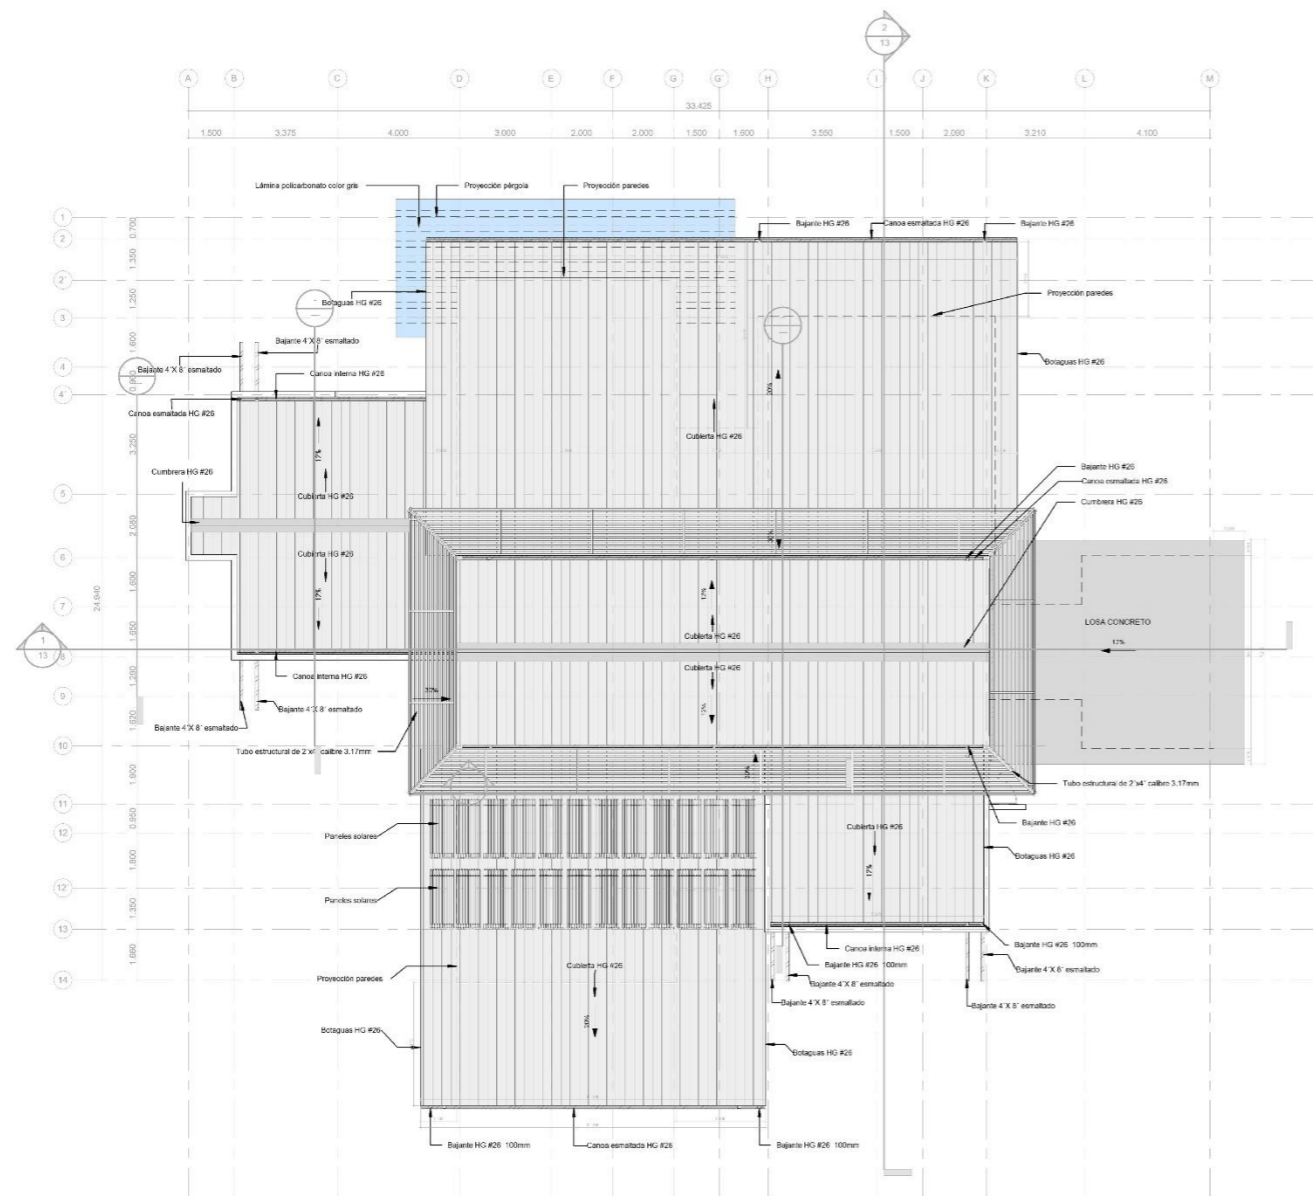 2
13
A B C D E F G G' H I J K L M
33.425
1.500 3.375 4.000 3.000 2.000 2.000 1.500 1.600 3.550 1.500 2.090 3.210 4.100
Lámina policarbonato color gris
Proyección pérgola
Proyección paredes
1
0.700
Bajante HG #26
Canoa esmaltada HG #26
Bajante HG #26
2
1.350
2'
1.250
Botaguas HG #26
Proyección paredes
3
1.600
Bajante 4"X 8" esmaltado
Botaguas HG #26
4
Bajante 4"X 8" esmaltado
0.900
Canoa interna HG #26
20%
4'
Canoa esmaltada HG #26
3.250
12%
Cubierta HG #26
Cumbrera HG #26
Bajante HG #26
Canoa esmaltada HG #26
Cumbrera HG #26
5
Cubierta HG #26
2.080
30%
Cubierta HG #26
6
24.940
1.600
12%
12%
7
1.650
Cubierta HG #26
LOSA CONCRETO
12%
1
13
8
Cubierta HG #26
1.280
Canoa interna HG #26
9
Bajante 4"X 8" esmaltado
12%
1.620
Bajante 4"X 8" esmaltado
10
Tubo estructural de 2"x4" calibre 3.17mm
1.900
Tubo estructural de 2"x4" calibre 3.17mm
11
0.950
Bajante HG #26
Cubierta HG #26
12
Paneles solares
1.800
Botaguas HG #26
12%
12'
Paneles solares
1.350
13
Canoa interna HG #26
Bajante HG #26 100mm
1.660
Cubierta HG #26
Bajante HG #26 100mm
Bajante 4"X 8" esmaltado
14
Proyección paredes
Bajante 4"X 8" esmaltado
Bajante 4"X 8" esmaltado
Bajante 4"X 8" esmaltado
20%
Botaguas HG #26
Botaguas HG #26
Bajante HG #26 100mm
Canoa esmaltada HG #26
Bajante HG #26 100mm